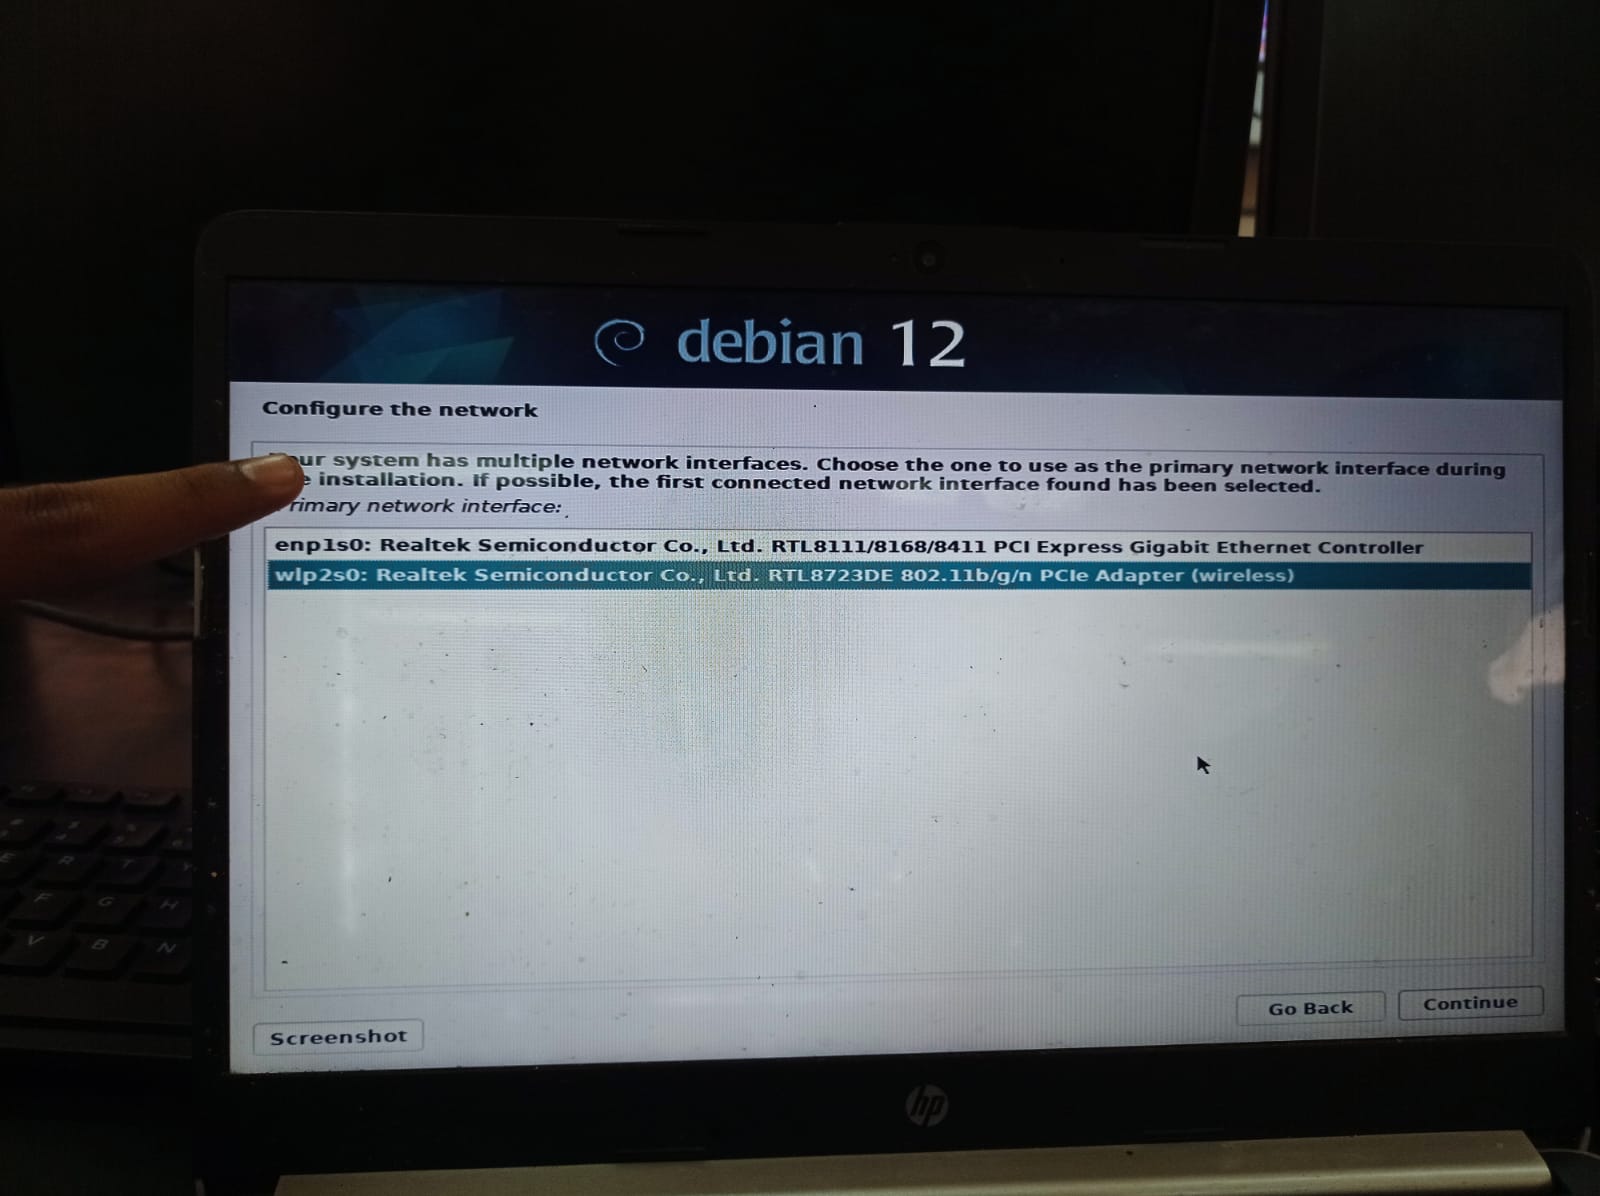 debian 12
Configure the network
ur system has multiple network interfaces. Choose the one to use as the primary network interface during
installation. If possible, the first connected network interface found has been selected.
rimary network interface:
enp1s0: Realtek Semiconductor Co., Ltd. RTL8111/8168/8411 PCI Express Gigabit Ethernet Controller
wlp2s0: Realtek Semiconductor Co., Ltd. RTL8723DE 802.11b/g/n PCIe Adapter (wireless)
Go Back
Continue
Screenshot
hp
E R T Y
F G H
V B N